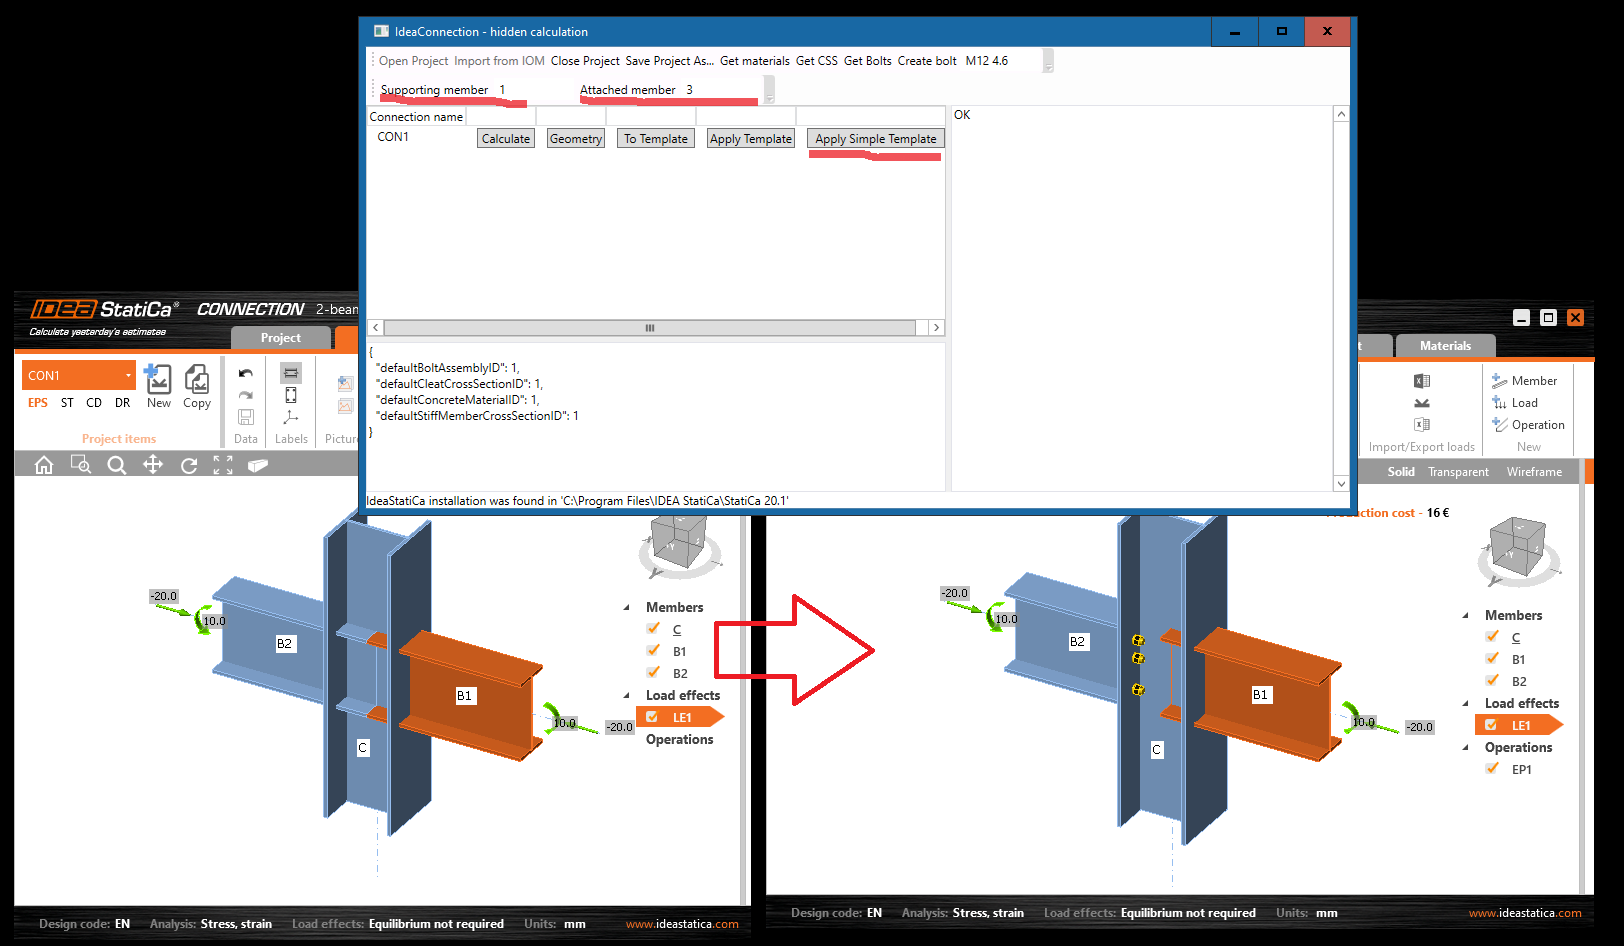 IdeaConnection - hidden calculation
Open Project Import from IOM Close Project Save Project As... Get materials Get CSS Get Bolts Create bolt M12 4.6
Supporting member 1 Attached member 3
Connection name
CON1 Calculate Geometry To Template Apply Template Apply Simple Template
OK
{
"defaultBoltAssemblyID": 1,
"defaultCleatCrossSectionID": 1,
"defaultConcreteMaterialID": 1,
"defaultStiffMemberCrossSectionID": 1
}
IdeaStatiCa installation was found in 'C:\Program Files\IDEA StatiCa\StatiCa 20.1'
IDEA StatiCa® CONNECTION 2-beam
Calculate yesterday's estimates
Project
CON1
EPS ST CD DR New Copy
Project items Data Labels Picture
-20.0
10.0
B2
B1
C
10.0
-20.0
Members
C
B1
B2
Load effects
LE1
Operations
Design code: EN Analysis: Stress, strain Load effects: Equilibrium not required Units: mm www.ideastatica.com
t Materials
Member
Load
Operation
Import/Export loads New
Solid Transparent Wireframe
Production cost - 16 €
-20.0
10.0
B2
B1
C
10.0
-20.0
Members
C
B1
B2
Load effects
LE1
Operations
EP1
Design code: EN Analysis: Stress, strain Load effects: Equilibrium not required Units: mm www.ideastatica.com